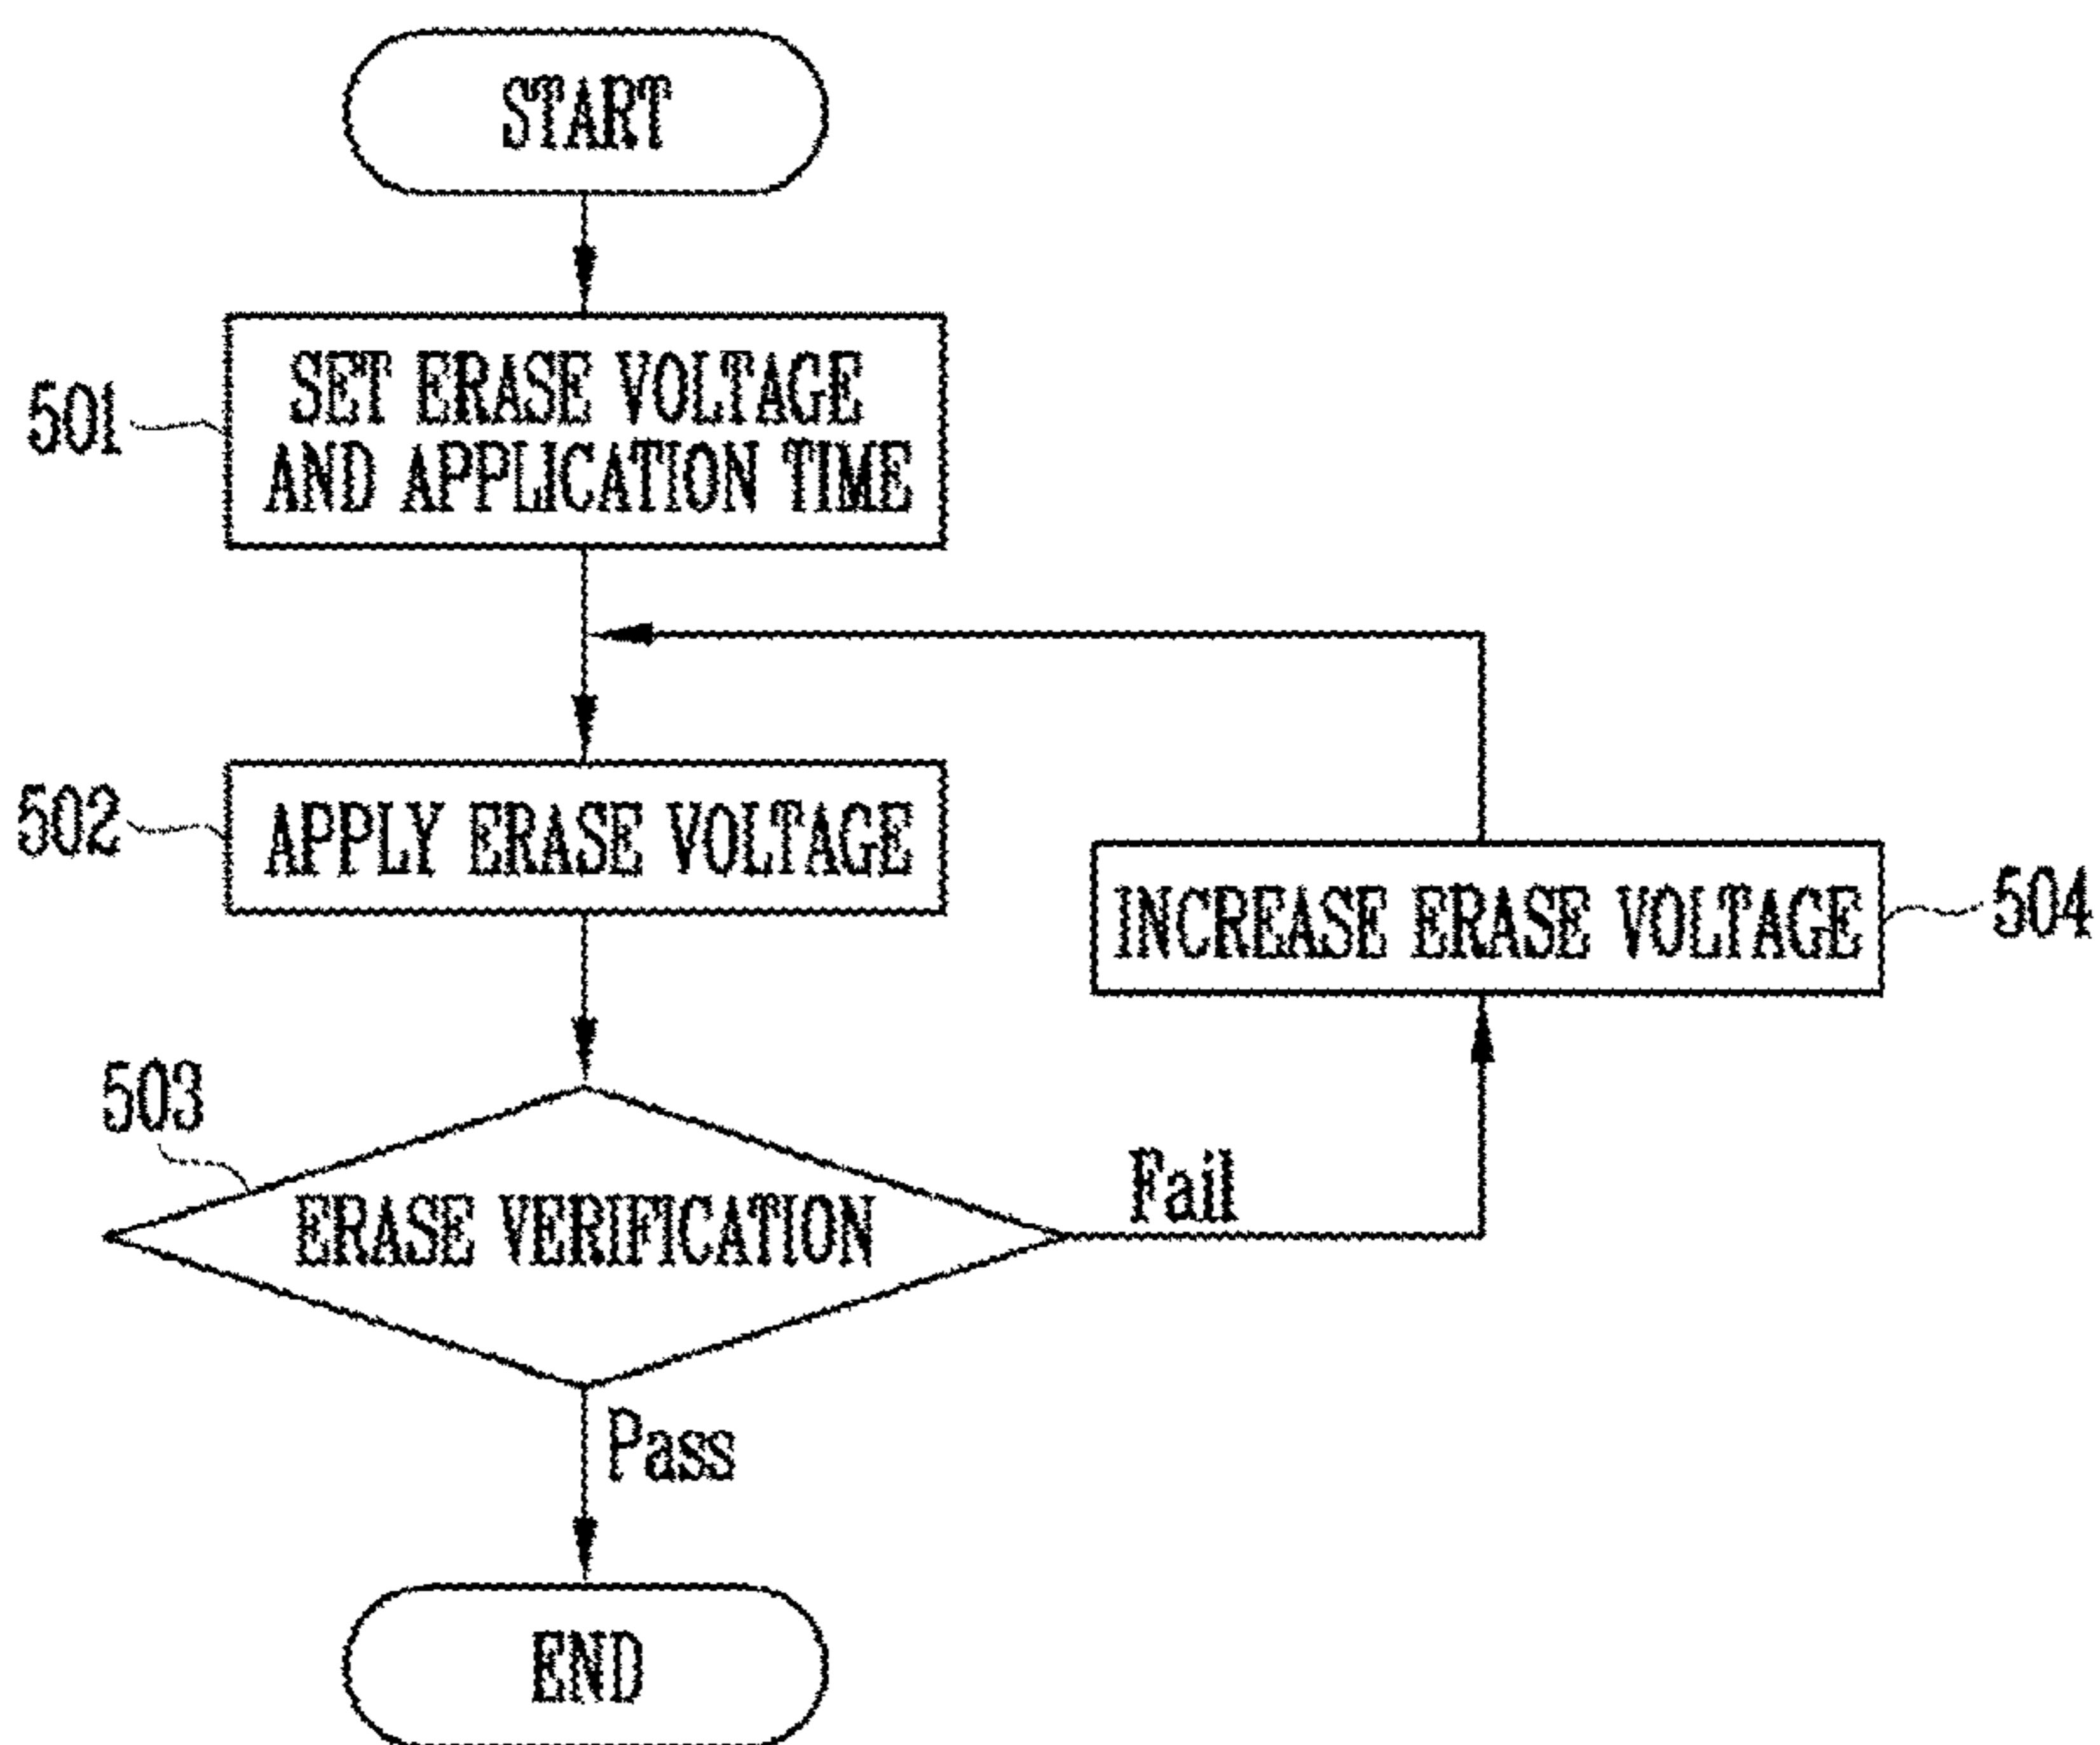 START
501
SET ERASE VOLTAGE
AND APPLICATION TIME
502
APPLY ERASE VOLTAGE
INCREASE ERASE VOLTAGE
504
503
ERASE VERIFICATION
Fail
Pass
END